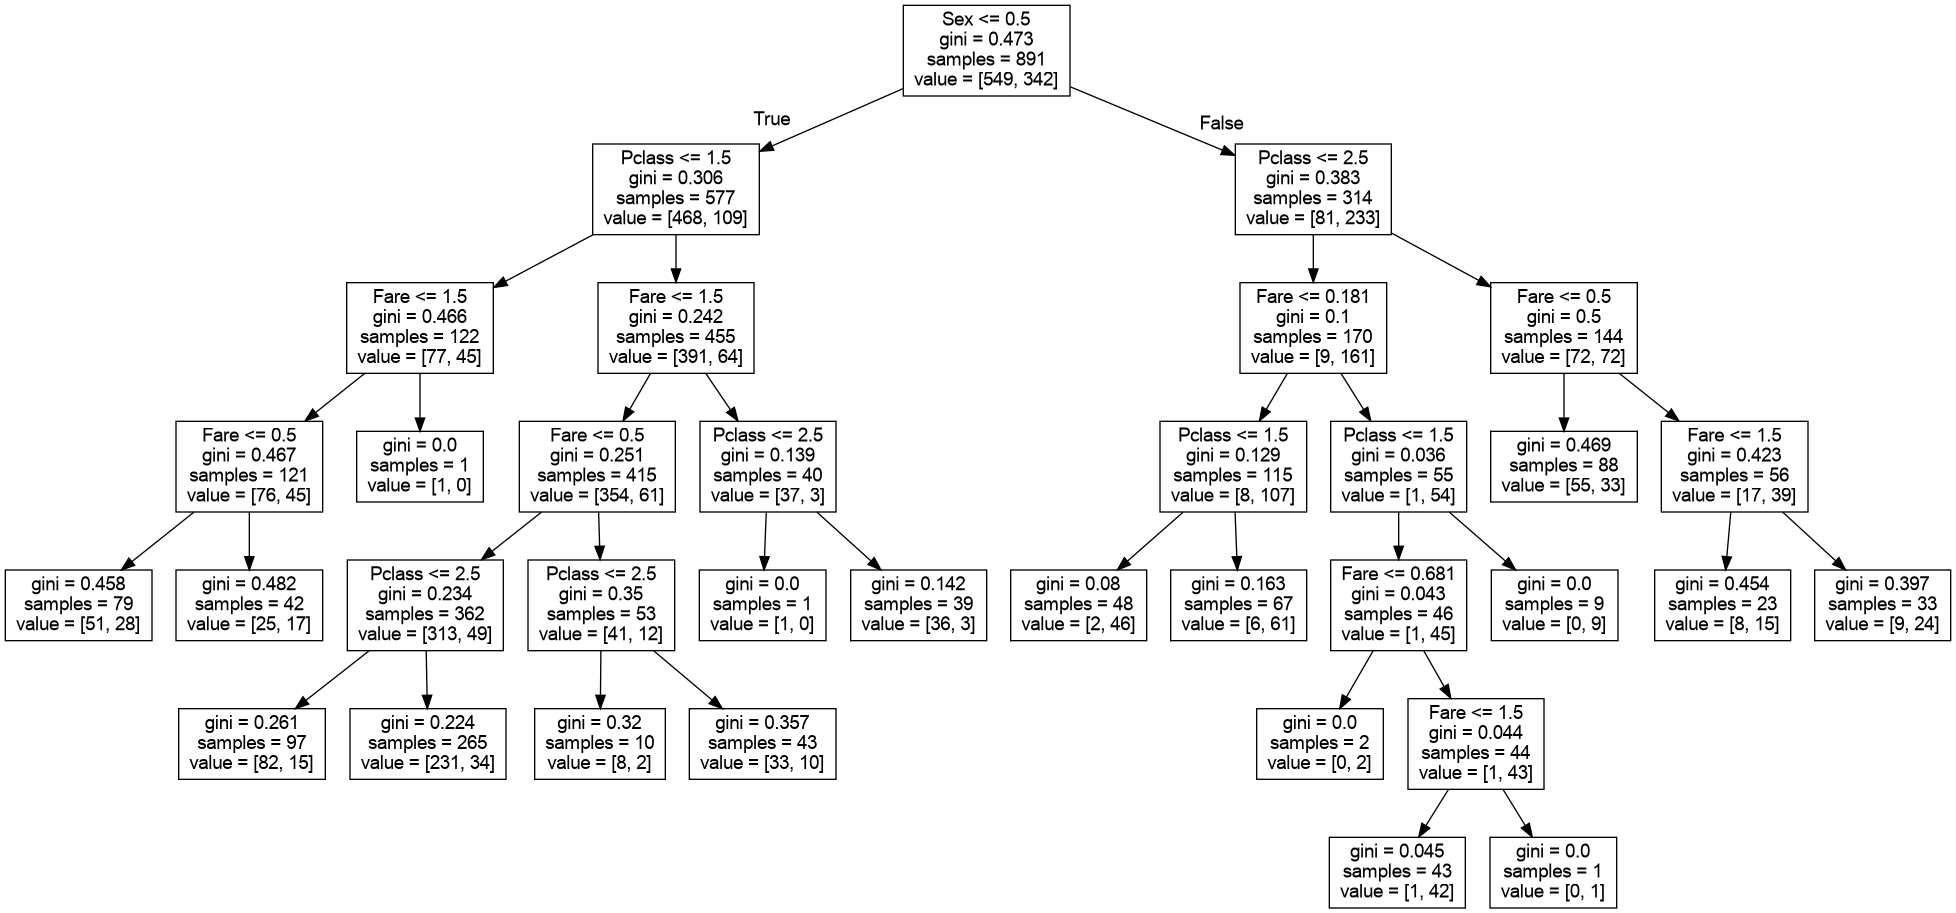 Sex <= 0.5
gini = 0.473
samples = 891
value = [549, 342]
True
False
Pclass <= 1.5
gini = 0.306
samples = 577
value = [468, 109]
Pclass <= 2.5
gini = 0.383
samples = 314
value = [81, 233]
Fare <= 1.5
gini = 0.466
samples = 122
value = [77, 45]
Fare <= 1.5
gini = 0.242
samples = 455
value = [391, 64]
Fare <= 0.181
gini = 0.1
samples = 170
value = [9, 161]
Fare <= 0.5
gini = 0.5
samples = 144
value = [72, 72]
Fare <= 0.5
gini = 0.467
samples = 121
value = [76, 45]
gini = 0.0
samples = 1
value = [1, 0]
Fare <= 0.5
gini = 0.251
samples = 415
value = [354, 61]
Pclass <= 2.5
gini = 0.139
samples = 40
value = [37, 3]
Pclass <= 1.5
gini = 0.129
samples = 115
value = [8, 107]
Pclass <= 1.5
gini = 0.036
samples = 55
value = [1, 54]
gini = 0.469
samples = 88
value = [55, 33]
Fare <= 1.5
gini = 0.423
samples = 56
value = [17, 39]
gini = 0.458
samples = 79
value = [51, 28]
gini = 0.482
samples = 42
value = [25, 17]
Pclass <= 2.5
gini = 0.234
samples = 362
value = [313, 49]
Pclass <= 2.5
gini = 0.35
samples = 53
value = [41, 12]
gini = 0.0
samples = 1
value = [1, 0]
gini = 0.142
samples = 39
value = [36, 3]
gini = 0.08
samples = 48
value = [2, 46]
gini = 0.163
samples = 67
value = [6, 61]
Fare <= 0.681
gini = 0.043
samples = 46
value = [1, 45]
gini = 0.0
samples = 9
value = [0, 9]
gini = 0.454
samples = 23
value = [8, 15]
gini = 0.397
samples = 33
value = [9, 24]
gini = 0.261
samples = 97
value = [82, 15]
gini = 0.224
samples = 265
value = [231, 34]
gini = 0.32
samples = 10
value = [8, 2]
gini = 0.357
samples = 43
value = [33, 10]
gini = 0.0
samples = 2
value = [0, 2]
Fare <= 1.5
gini = 0.044
samples = 44
value = [1, 43]
gini = 0.045
samples = 43
value = [1, 42]
gini = 0.0
samples = 1
value = [0, 1]